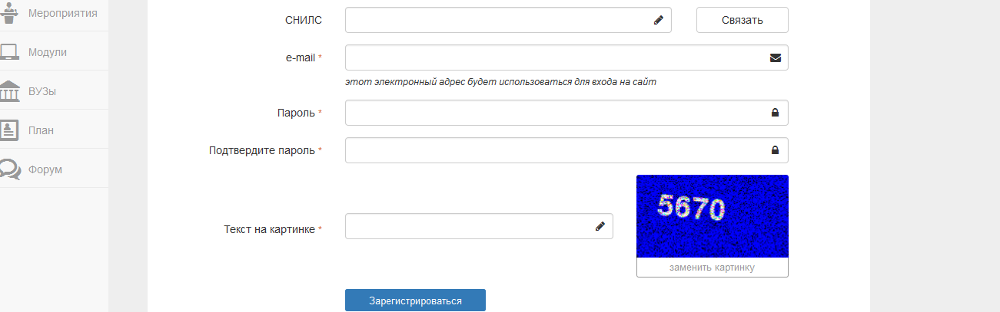 Мероприятия
Модули
ВУЗы
План
Форум
СНИЛС
Связать
e-mail *
этот электронный адрес будет использоваться для входа на сайт
Пароль *
Подтвердите пароль *
Текст на картинке *
5670
заменить картинку
Зарегистрироваться